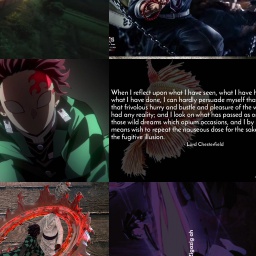 When I reflect upon what I have seen, what I have h
what I have done, I can hardly persuade myself tha
that frivolous hurry and bustle and pleasure of the w
had any reality; and I look on what has passed as o
those wild dreams which opium occasions, and I by
means wish to repeat the nauseous dose for the sake
the fugitive illusion.
Lord Chesterfield